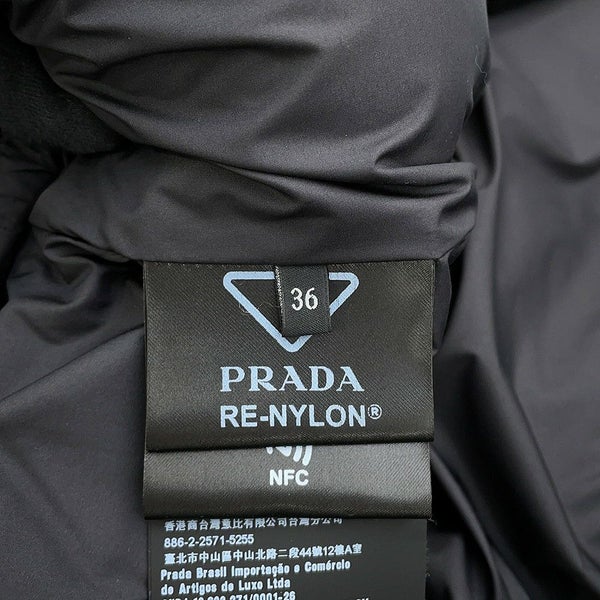 36
PRADA
RE-NYLON®
NFC
香港商台灣薈比有限公司台灣分公司
886-2-2571-5255
臺北市中山區中山北路二段44號12樓A室
Prada Brasil Importação e Comércio
de Artigos de Luxo Ltda